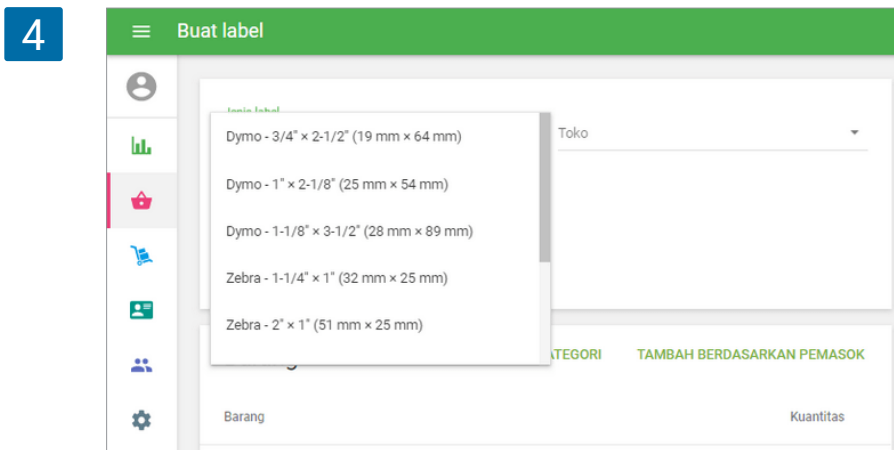 4
Buat label
Jenis label
Dymo - 3/4" × 2-1/2" (19 mm × 64 mm)
Toko
Dymo - 1" × 2-1/8" (25 mm × 54 mm)
Dymo - 1-1/8" × 3-1/2" (28 mm × 89 mm)
Zebra - 1-1/4" × 1" (32 mm × 25 mm)
Zebra - 2" × 1" (51 mm × 25 mm)
ATEGORI TAMBAH BERDASARKAN PEMASOK
Barang Kuantitas